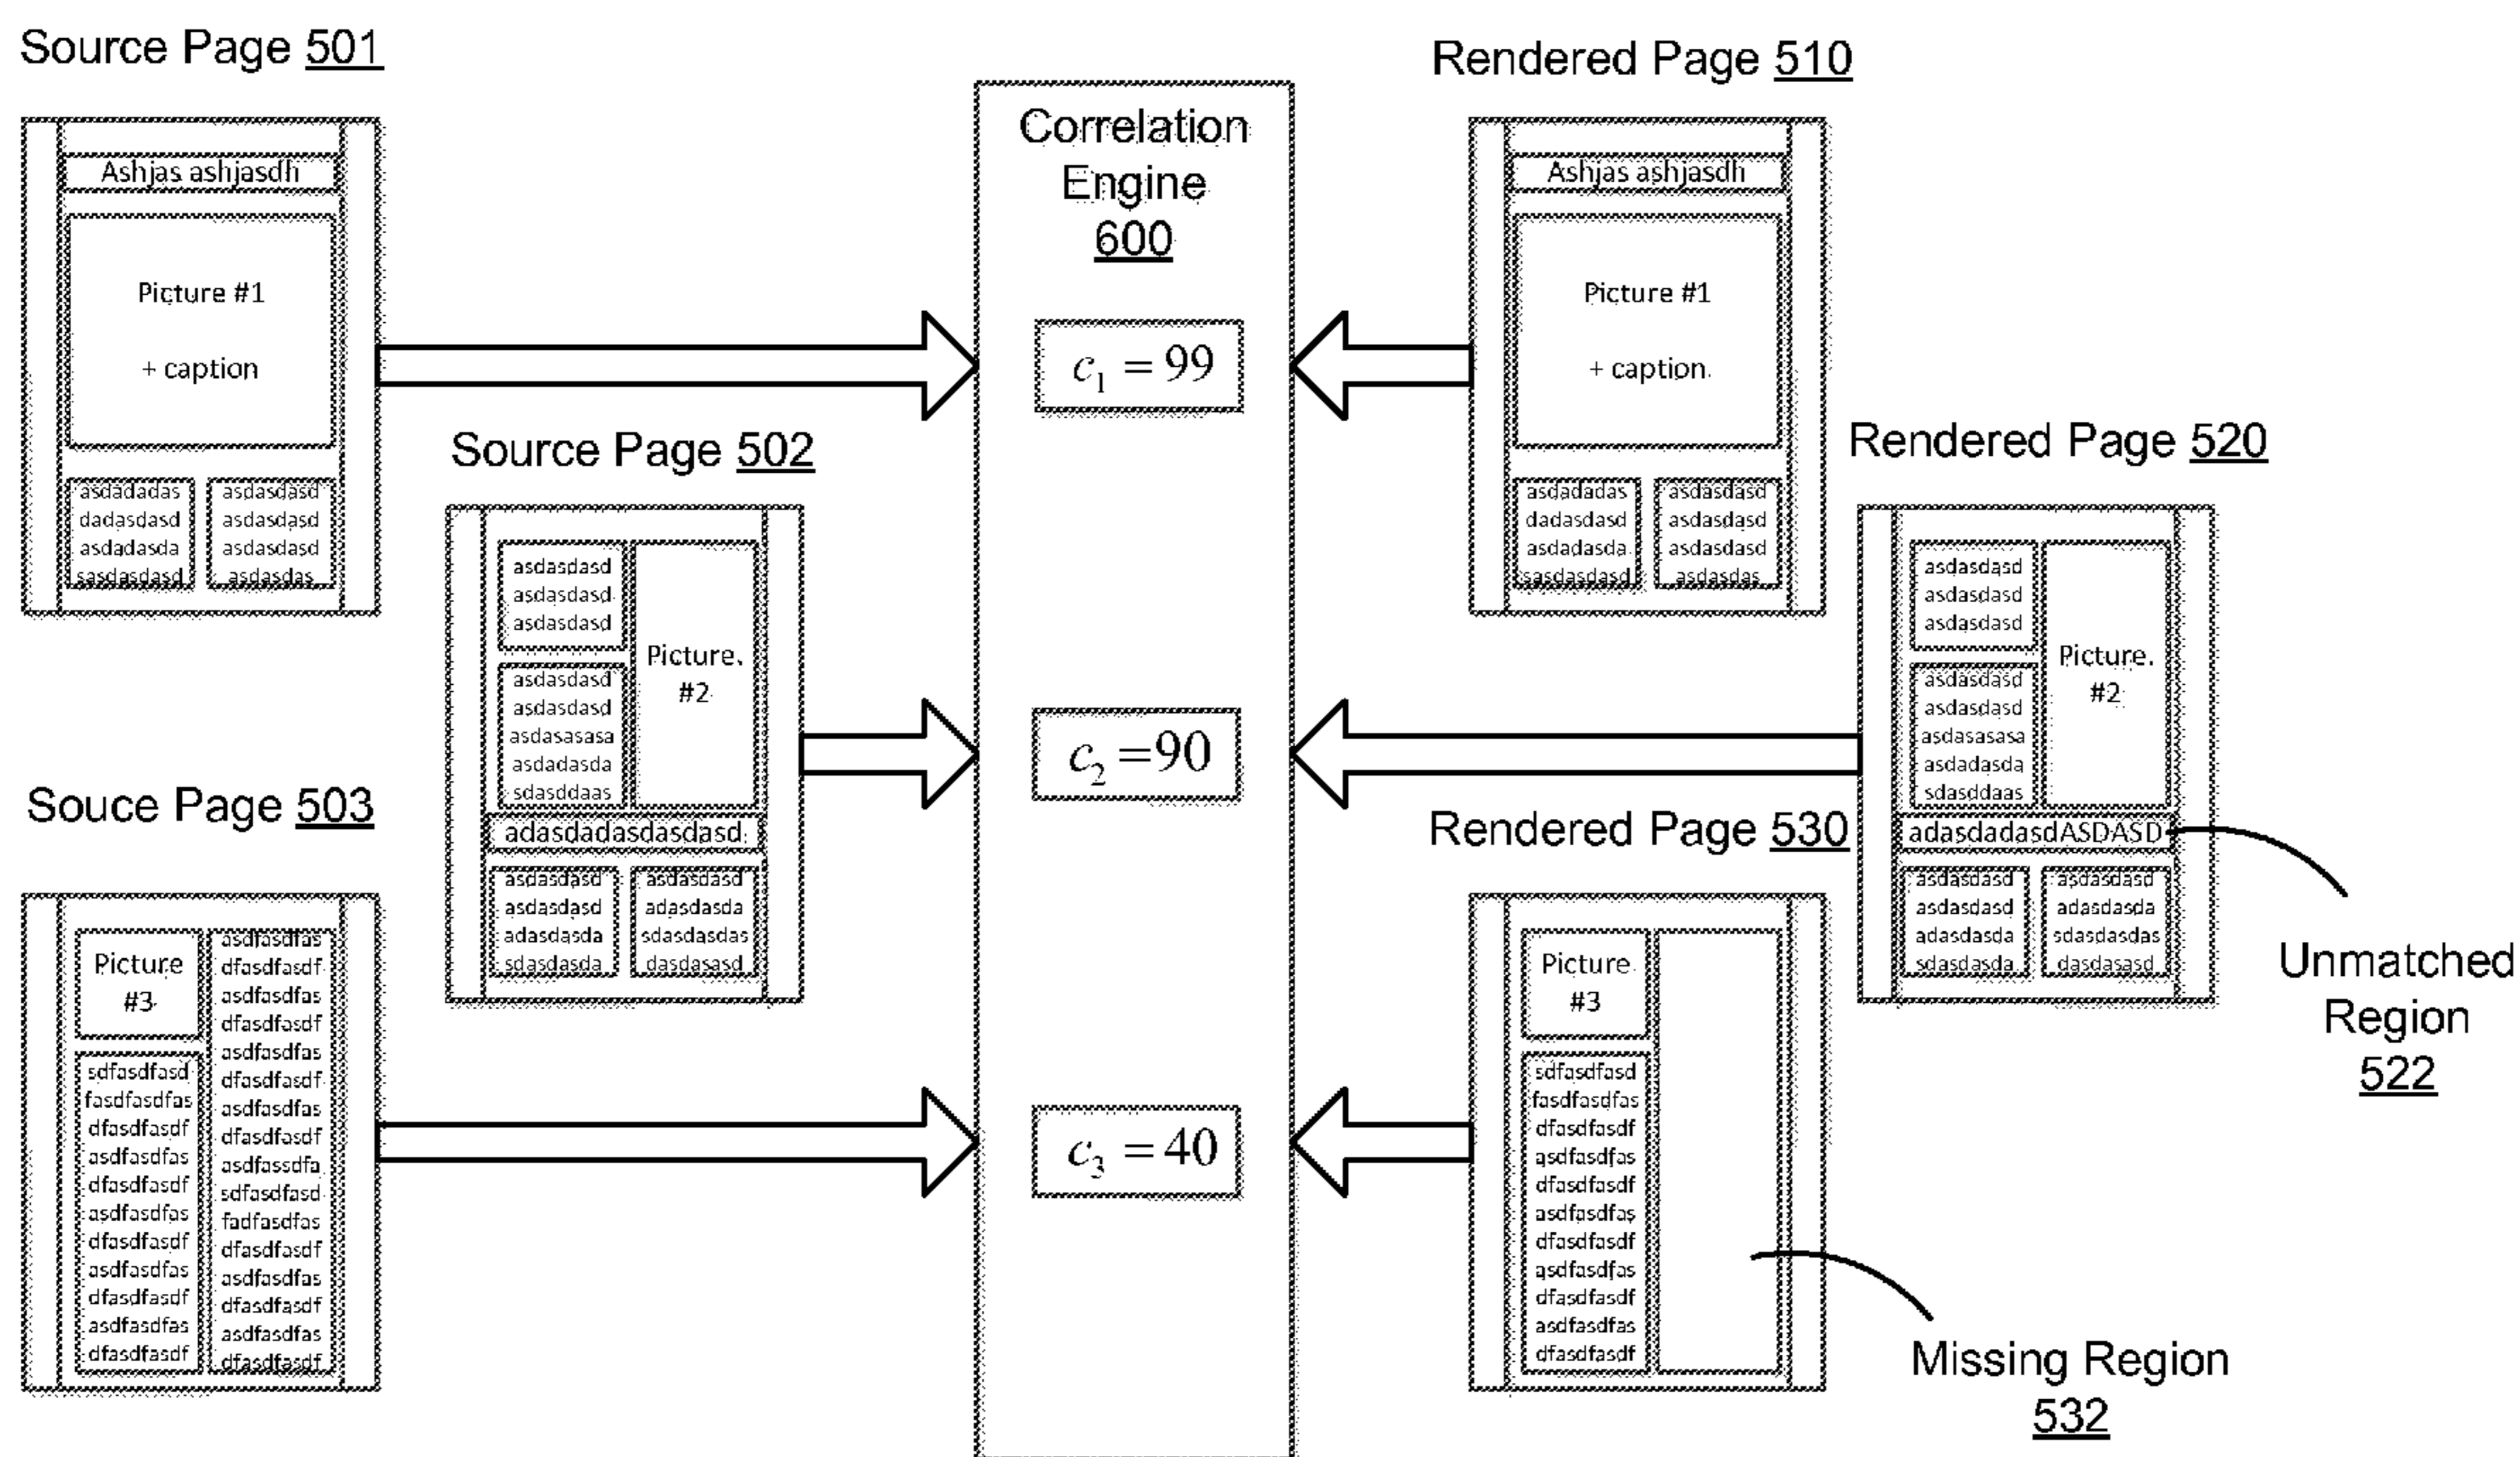 Source Page 501
Ashjas ashjasdh
Picture #1
+ caption
asdadadas
dadasdasd
asdadasda
sasdasdasd
asdasdasd
asdasdasd
asdasdasd
asdasdas
Source Page 502
asdasdasd
asdasdasd
asdasdasd
asdasdasd
asdasdasd
asdasasasa
asdadasda
sdasddaas
Picture.
#2
adasdadasdasdasd
asdasdasd
asdasdasd
adasdasda
sdasdasda
asdasdasd
adasdasda
sdasdasdas
dasdasasd
Souce Page 503
Picture
#3
sdfasdfasd
fasdfasdfas
dfasdfasdf
asdfasdfas
dfasdfasdf
asdfasdfas
dfasdfasdf
asdfasdfas
dfasdfasdf
asdfasdfas
dfasdfasdf
asdfasdfas
dfasdfasdf
asdfasdfas
dfasdfasdf
asdfasdfas
dfasdfasdf
asdfasdfas
dfasdfasdf
asdfassdfa
sdfasdfasd
fadfasdfas
dfasdfasdf
asdfasdfas
dfasdfasdf
asdfasdfas
dfasdfasdf
Correlation
Engine
600
c₁ = 99
c₂ =90
c₃ = 40
Rendered Page 510
Ashjas ashjasdh
Picture #1
+ caption
asdadadas
dadasdasd
asdadasda
sasdasdasd
asdasdasd
asdasdasd
asdasdasd
asdasdas
Rendered Page 520
asdasdasd
asdasdasd
asdasdasd
asdasdasd
asdasdasd
asdasasasa
asdadasda
sdasddaas
Picture.
#2
adasdadasdASDASD
asdasdasd
asdasdasd
adasdasda
sdasdasda
asdasdasd
adasdasda
sdasdasdas
dasdasasd
Unmatched
Region
522
Rendered Page 530
Picture
#3
sdfasdfasd
fasdfasdfas
dfasdfasdf
asdfasdfas
dfasdfasdf
asdfasdfas
dfasdfasdf
asdfasdfas
dfasdfasdf
asdfasdfas
dfasdfasdf
Missing Region
532